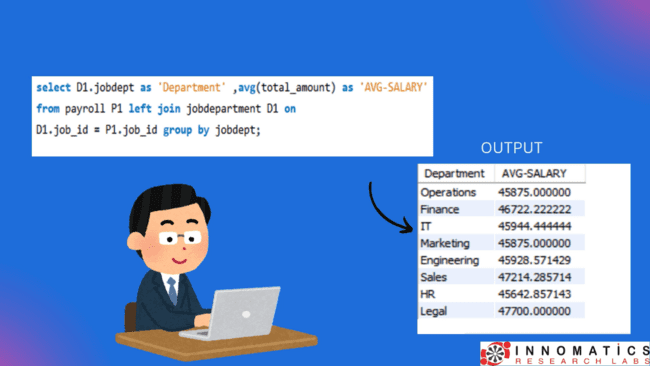 select D1.jobdept as 'Department' ,avg(total_amount) as 'AVG-SALARY'
from payroll P1 left join jobdepartment D1 on
D1.job_id = P1.job_id group by jobdept;
OUTPUT
Department AVG-SALARY
Operations 45875.000000
Finance 46722.222222
IT 45944.444444
Marketing 45875.000000
Engineering 45928.571429
Sales 47214.285714
HR 45642.857143
Legal 47700.000000
INNOMATICS
RESEARCH LABS